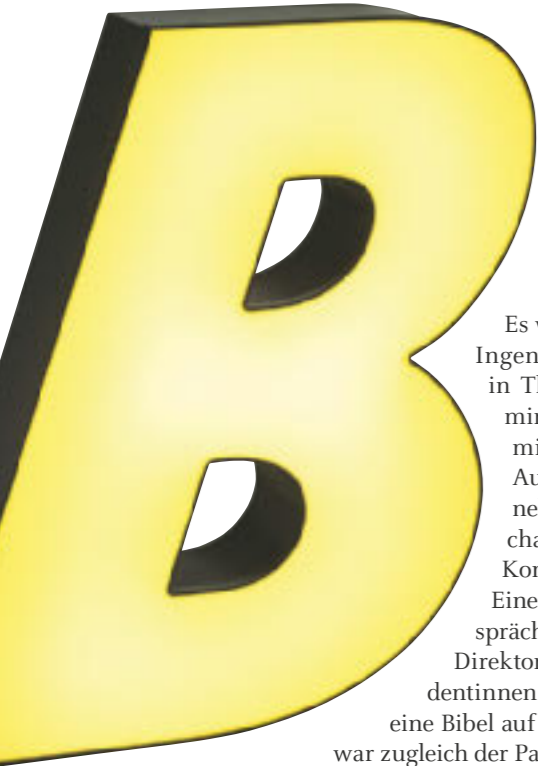 B
Es
Ingen
in Th
min
mi
Au
ne
cha
Kor
Eine
spräch
Direktor
dentinnen
eine Bibel auf
war zugleich der Pa